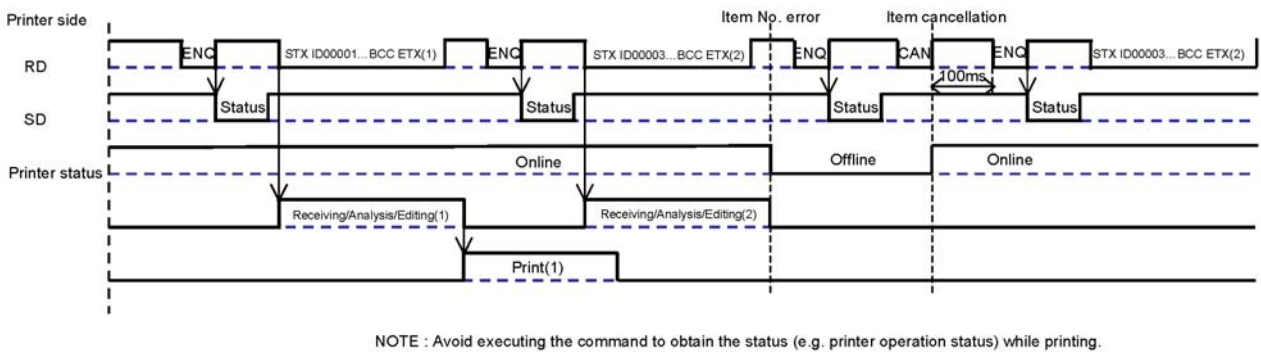 Printer side
Item No. error
Item cancellation
RD
ENQ
STX ID00001...BCC ETX(1)
ENQ
STX ID00003...BCC ETX(2)
ENQ
CAN
ENQ
STX ID00003...BCC ETX(2)
100ms
SD
Status
Status
Status
Status
Printer status
Online
Offline
Online
Receiving/Analysis/Editing(1)
Receiving/Analysis/Editing(2)
Print(1)
NOTE : Avoid executing the command to obtain the status (e.g. printer operation status) while printing.